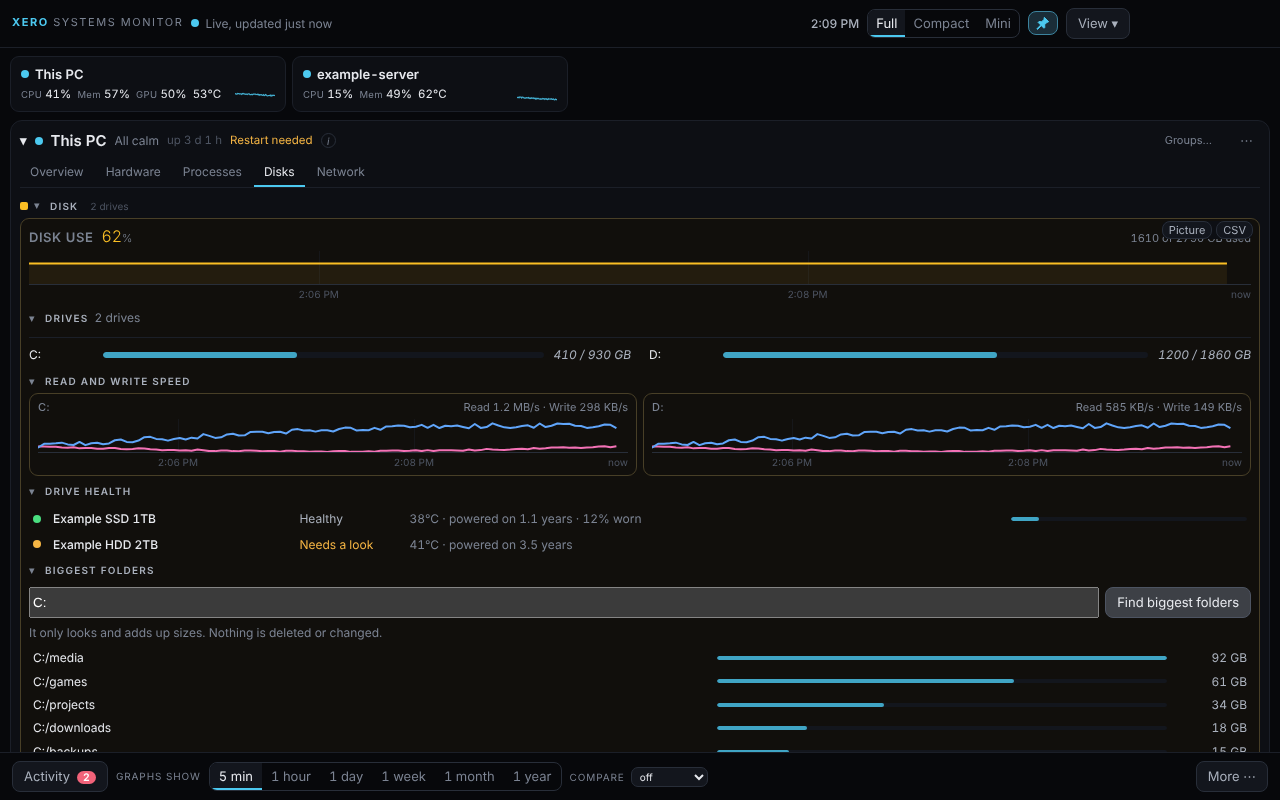 XERO SYSTEMS MONITOR Live, updated just now 2:09 PM Full Compact Mini View ▾
This PC
CPU 41% Mem 57% GPU 50% 53°C
example-server
CPU 15% Mem 49% 62°C
▾ This PC All calm up 3 d 1 h Restart needed i Groups... ...
Overview Hardware Processes Disks Network
▾ DISK 2 drives
Picture CSV
DISK USE 62%
2:06 PM 2:08 PM now
▾ DRIVES 2 drives
C: 410 / 930 GB D: 1200 / 1860 GB
▾ READ AND WRITE SPEED
C: Read 1.2 MB/s · Write 298 KB/s
2:06 PM 2:08 PM now
D: Read 585 KB/s · Write 149 KB/s
2:06 PM 2:08 PM now
▾ DRIVE HEALTH
Example SSD 1TB Healthy 38°C · powered on 1.1 years · 12% worn
Example HDD 2TB Needs a look 41°C · powered on 3.5 years
▾ BIGGEST FOLDERS
C: Find biggest folders
It only looks and adds up sizes. Nothing is deleted or changed.
C:/media 92 GB
C:/games 61 GB
C:/projects 34 GB
C:/downloads 18 GB
C:/backups 15 GB
Activity 2 GRAPHS SHOW 5 min 1 hour 1 day 1 week 1 month 1 year COMPARE off More ...